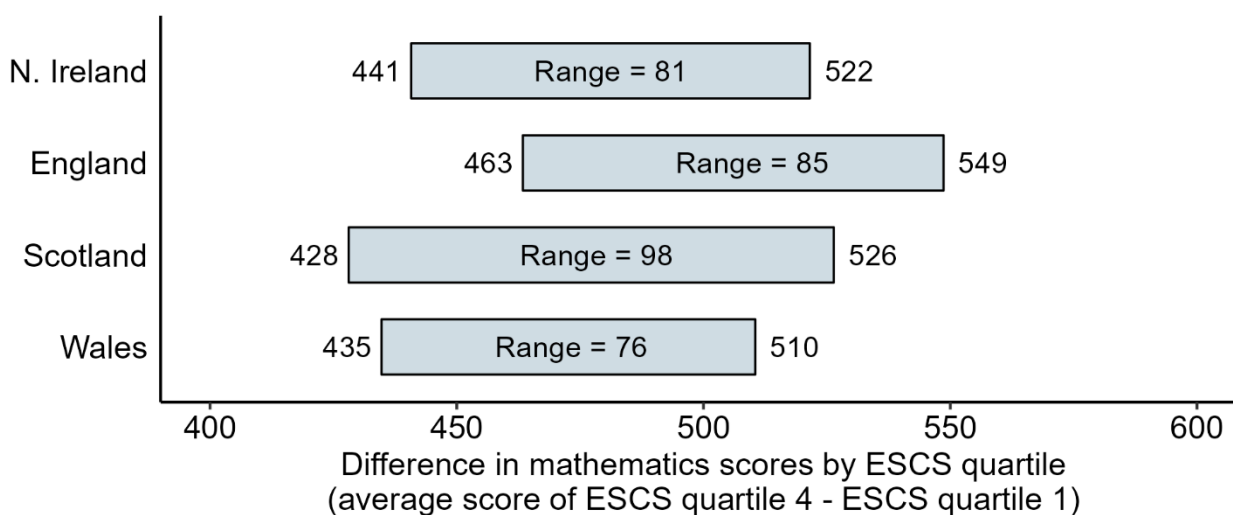 N. Ireland 441 Range = 81 522
England 463 Range = 85 549
Scotland 428 Range = 98 526
Wales 435 Range = 76 510
400 450 500 550 600
Difference in mathematics scores by ESCS quartile
(average score of ESCS quartile 4 - ESCS quartile 1)